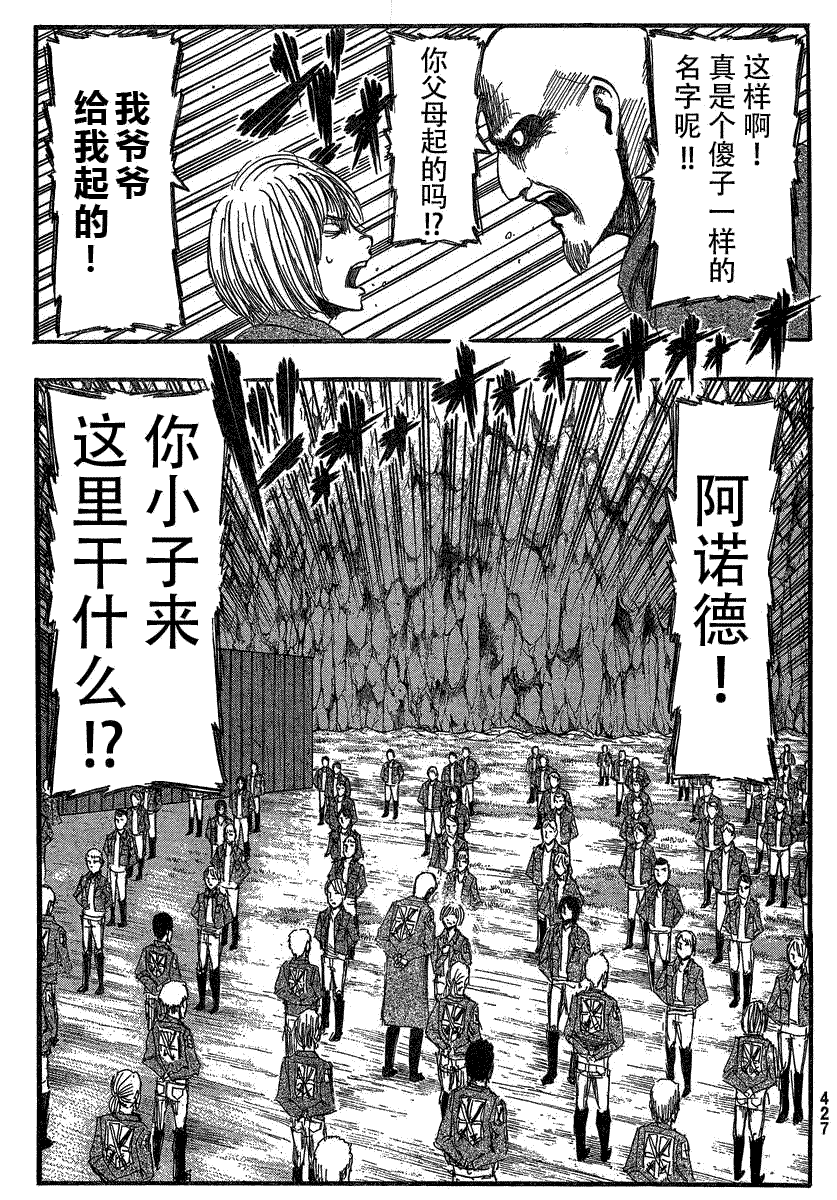 这样啊！
真是个傻子一样的
名字呢!!
你父母起的吗!?
我爷爷
给我起的！
阿诺德！
你小子来
这里干什么!?
427